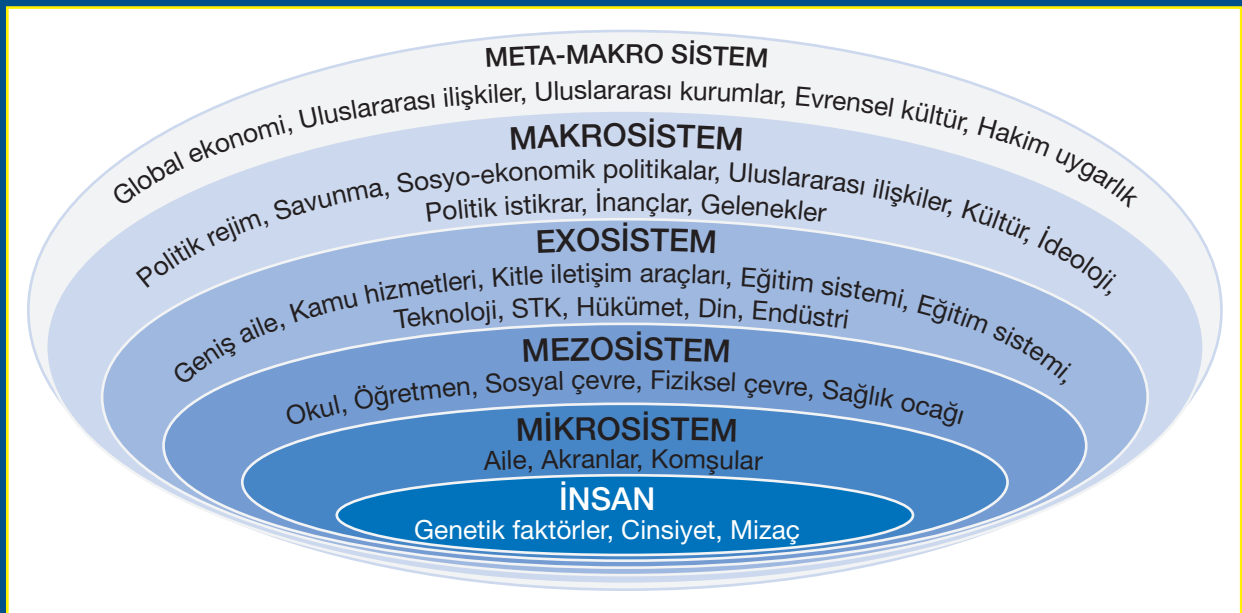 META-MAKRO SİSTEM
Global ekonomi, Uluslararası ilişkiler, Uluslararası kurumlar, Evrensel kültür, Hakim uygarlık
MAKROSİSTEM
Politik rejim, Savunma, Sosyo-ekonomik politikalar, Uluslararası ilişkiler, Kültür, İdeoloji,
Politik istikrar, İnançlar, Gelenekler
EXOSİSTEM
Geniş aile, Kamu hizmetleri, Kitle iletişim araçları, Eğitim sistemi, Eğitim sistemi,
Teknoloji, STK, Hükümet, Din, Endüstri
MEZOSİSTEM
Okul, Öğretmen, Sosyal çevre, Fiziksel çevre, Sağlık ocağı
MİKROSİSTEM
Aile, Akranlar, Komşular
İNSAN
Genetik faktörler, Cinsiyet, Mizaç